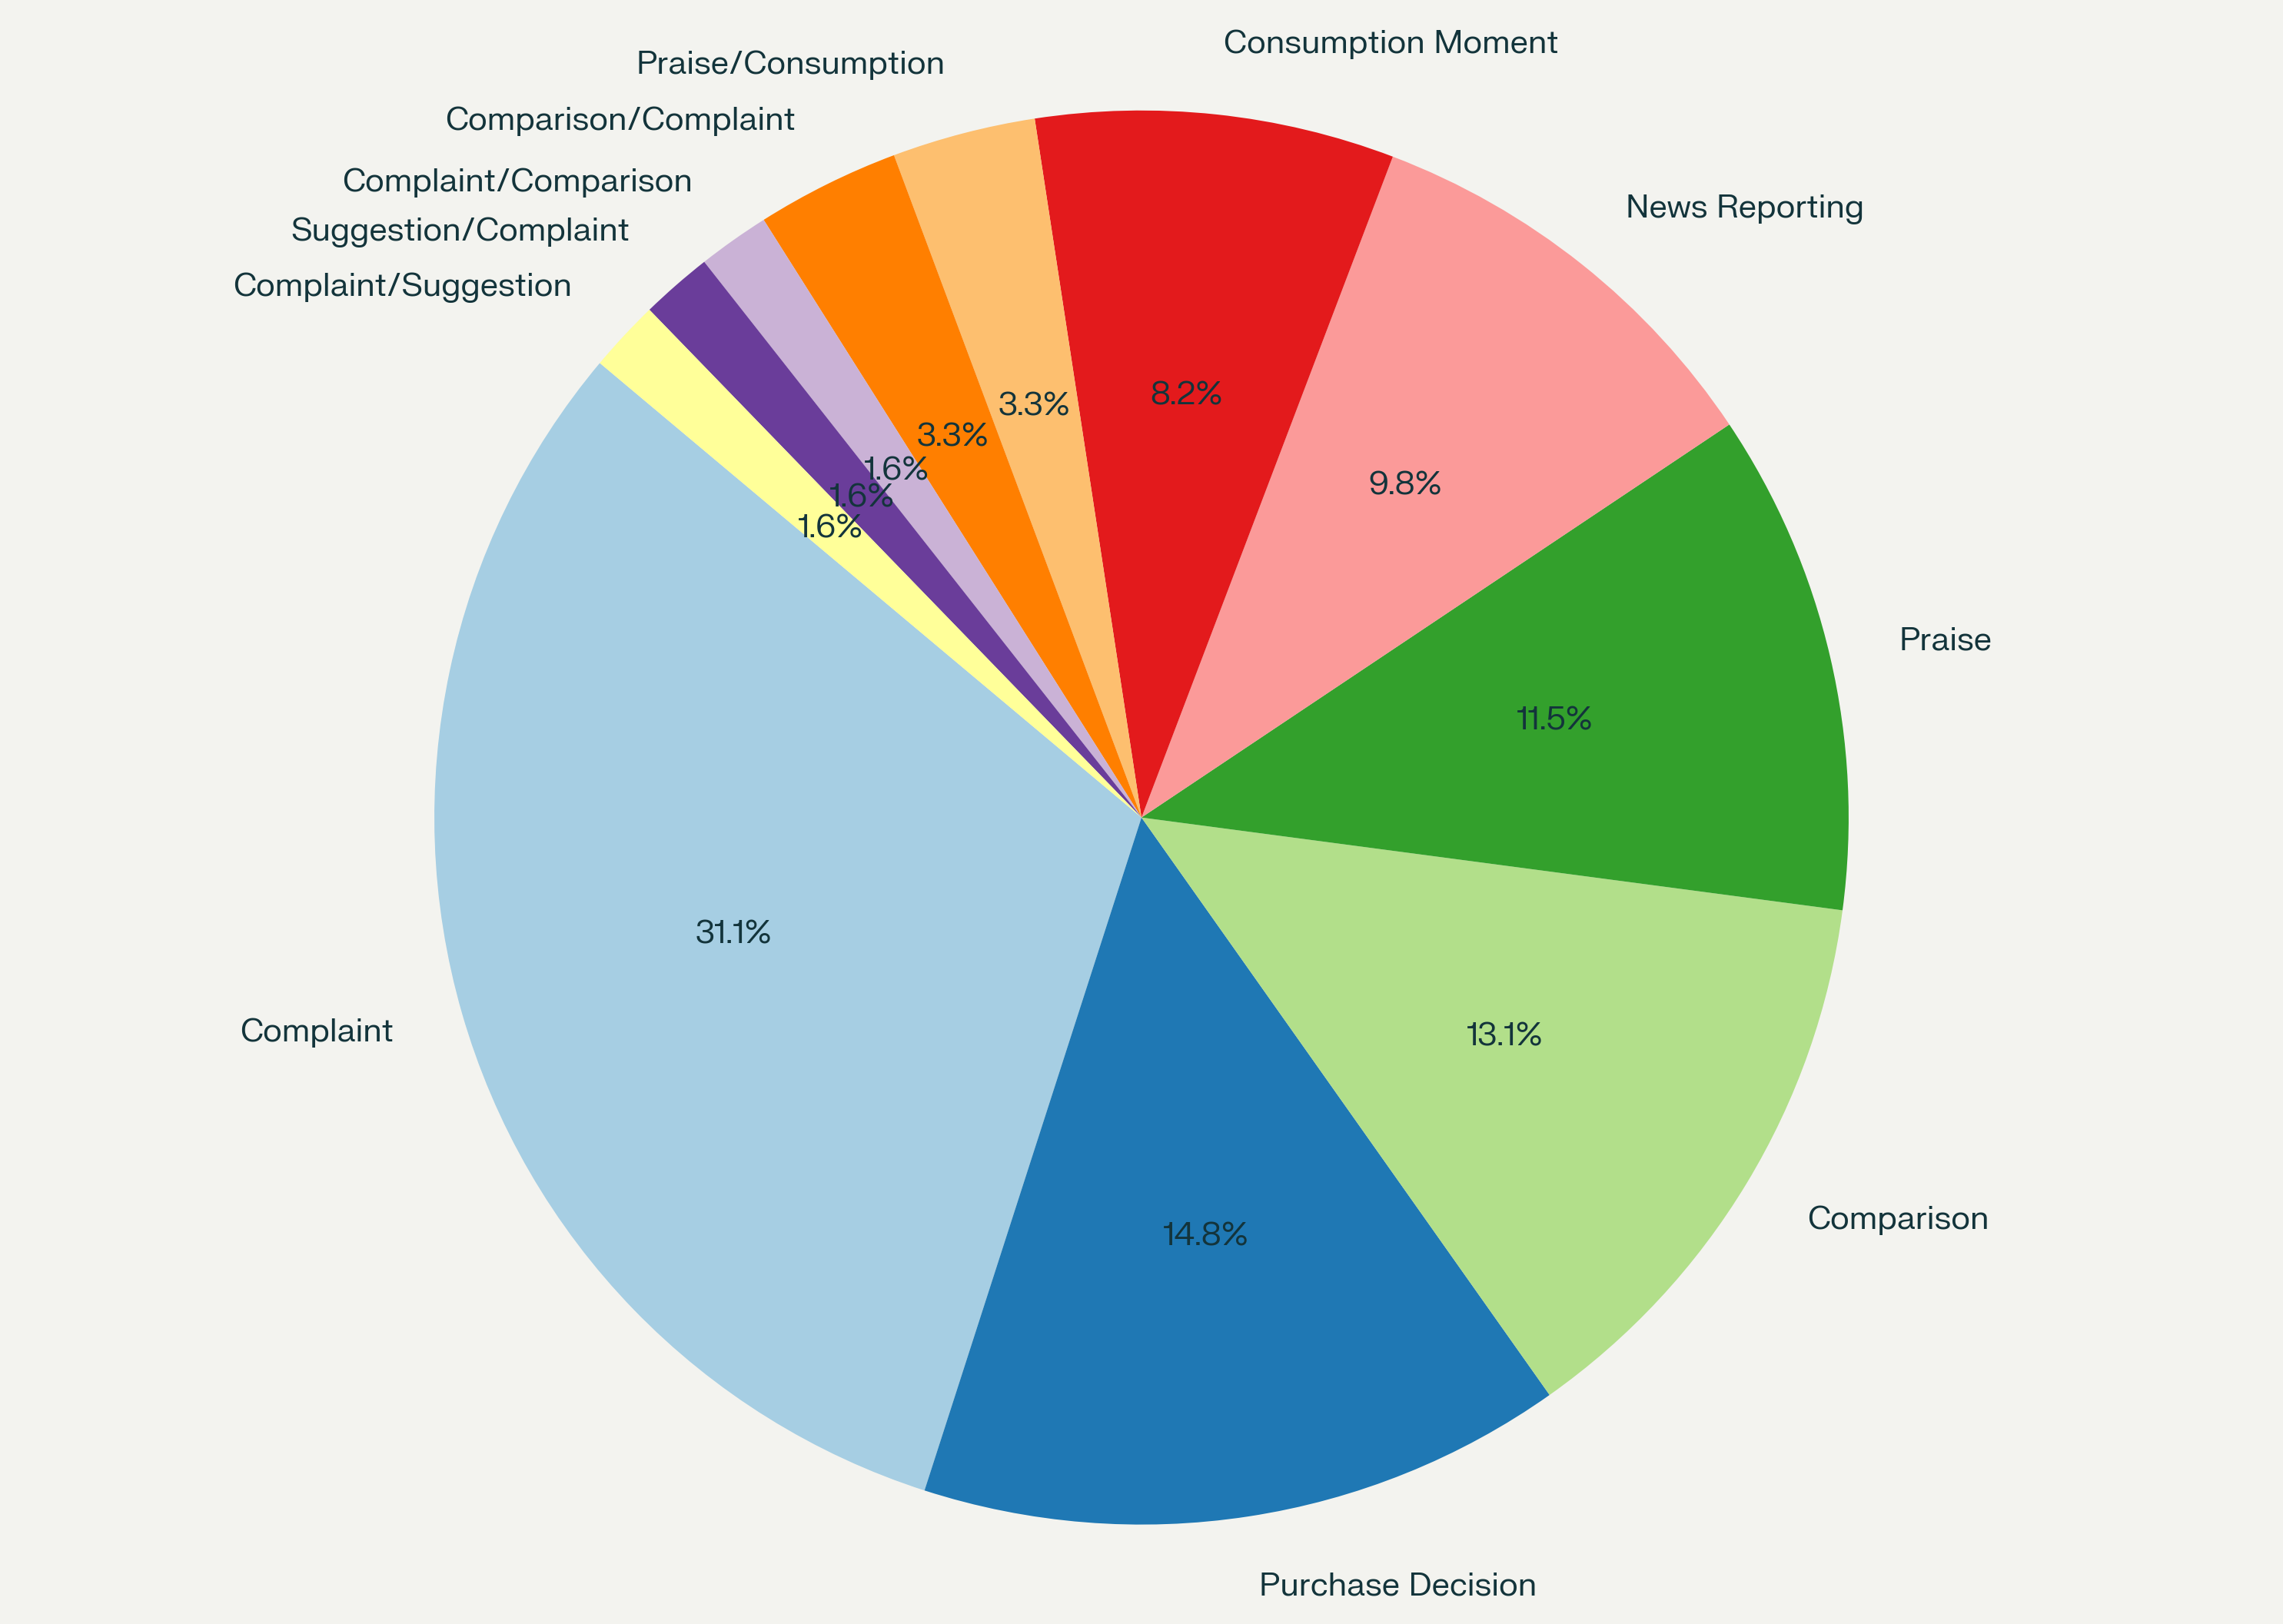 Consumption Moment
Praise/Consumption
Comparison/Complaint
Complaint/Comparison
Suggestion/Complaint
Complaint/Suggestion
News Reporting
Praise
Comparison
Purchase Decision
Complaint
8.2%
3.3%
3.3%
1.6%
1.6%
1.6%
9.8%
11.5%
13.1%
14.8%
31.1%